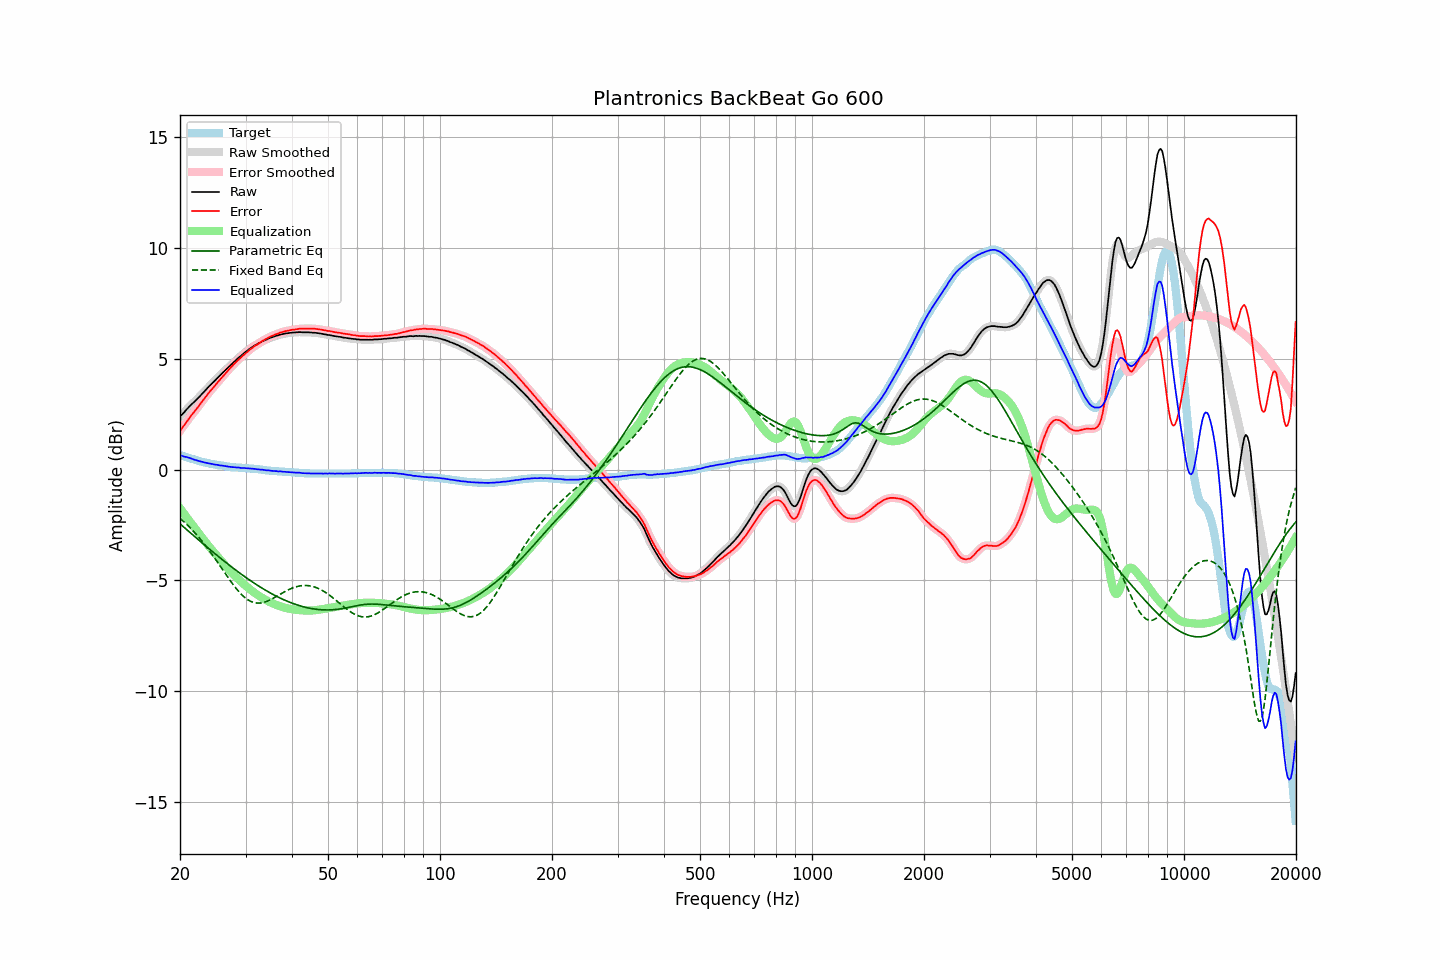 Plantronics BackBeat Go 600
Target
Raw Smoothed
Error Smoothed
Raw
Error
Equalization
Parametric Eq
Fixed Band Eq
Equalized
15
10
5
0
−5
−10
−15
Amplitude (dBr)
20 50 100 200 500 1000 2000 5000 10000 20000
Frequency (Hz)